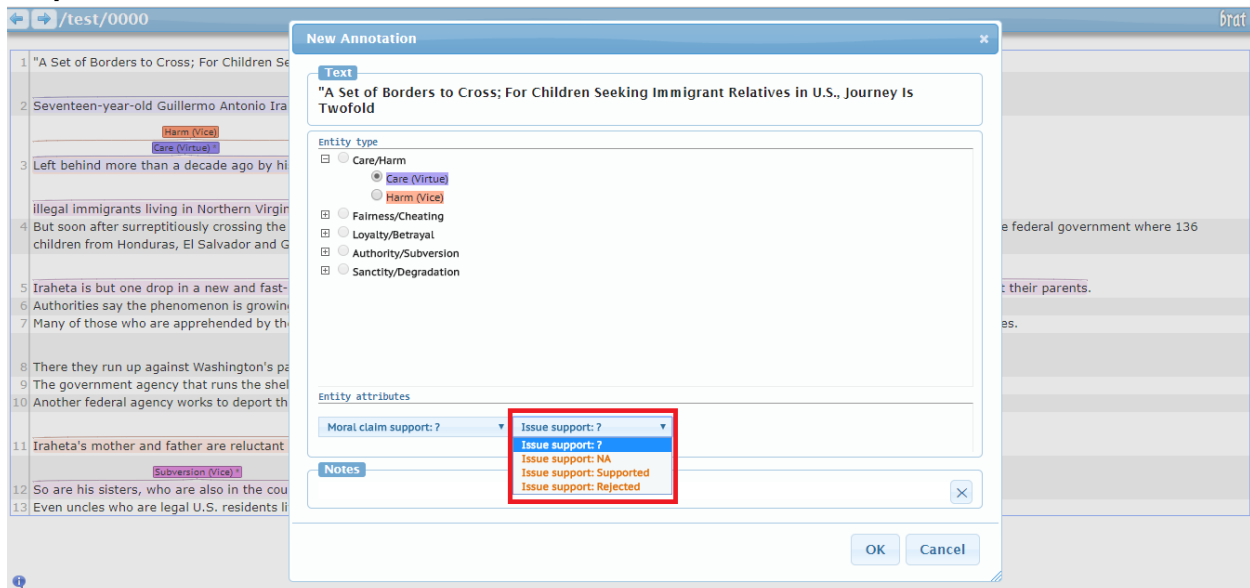 /test/0000
brat
New Annotation
Text
"A Set of Borders to Cross; For Children Seeking Immigrant Relatives in U.S., Journey Is
Twofold
Entity type
Care/Harm
Care (Virtue)
Harm (Vice)
Fairness/Cheating
Loyalty/Betrayal
Authority/Subversion
Sanctity/Degradation
Entity attributes
Moral claim support: ?
Issue support: ?
Issue support: ?
Issue support: NA
Issue support: Supported
Issue support: Rejected
Notes
OK Cancel
1 "A Set of Borders to Cross; For Children Se
2 Seventeen-year-old Guillermo Antonio Ira
Harm (Vice)
Care (Virtue)*
3 Left behind more than a decade ago by hi
illegal immigrants living in Northern Virgin
4 But soon after surreptitiously crossing the e federal government where 136
children from Honduras, El Salvador and G
5 Iraheta is but one drop in a new and fast- t their parents.
6 Authorities say the phenomenon is growin
7 Many of those who are apprehended by th es.
8 There they run up against Washington's pa
9 The government agency that runs the shel
10 Another federal agency works to deport th
11 Iraheta's mother and father are reluctant
Subversion (Vice)*
12 So are his sisters, who are also in the cou
13 Even uncles who are legal U.S. residents li